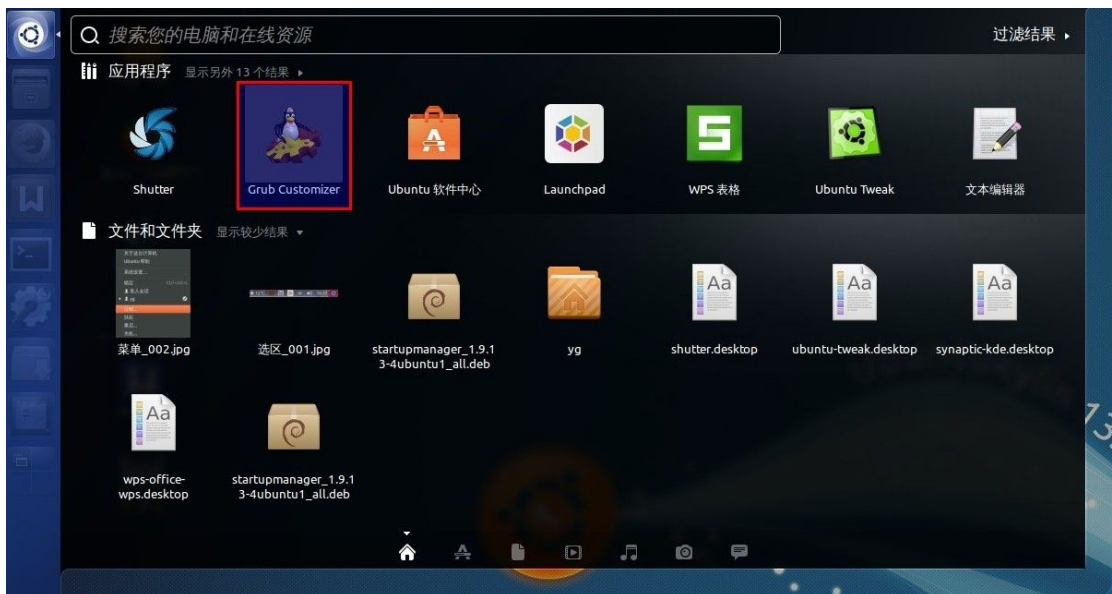 搜索您的电脑和在线资源
过滤结果
应用程序 显示另外 13 个结果
Shutter
Grub Customizer
Ubuntu 软件中心
Launchpad
WPS 表格
Ubuntu Tweak
文本编辑器
文件和文件夹 显示较少结果
菜单_002.jpg
选区_001.jpg
startupmanager_1.9.1
3-4ubuntu1_all.deb
yg
shutter.desktop
ubuntu-tweak.desktop
synaptic-kde.desktop
wps-office-
wps.desktop
startupmanager_1.9.1
3-4ubuntu1_all.deb
13.